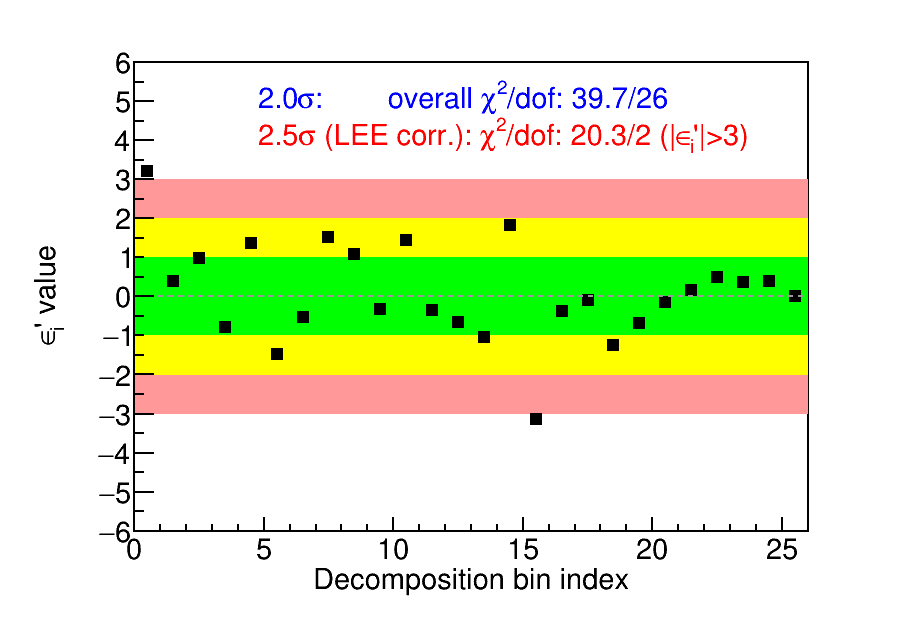 6
5
4
3
2
1
0
−1
−2
−3
−4
−5
−6
2.0σ: overall χ²/dof: 39.7/26
2.5σ (LEE corr.): χ²/dof: 20.3/2 (|ϵᵢ'|>3)
ϵᵢ' value
0 5 10 15 20 25
Decomposition bin index